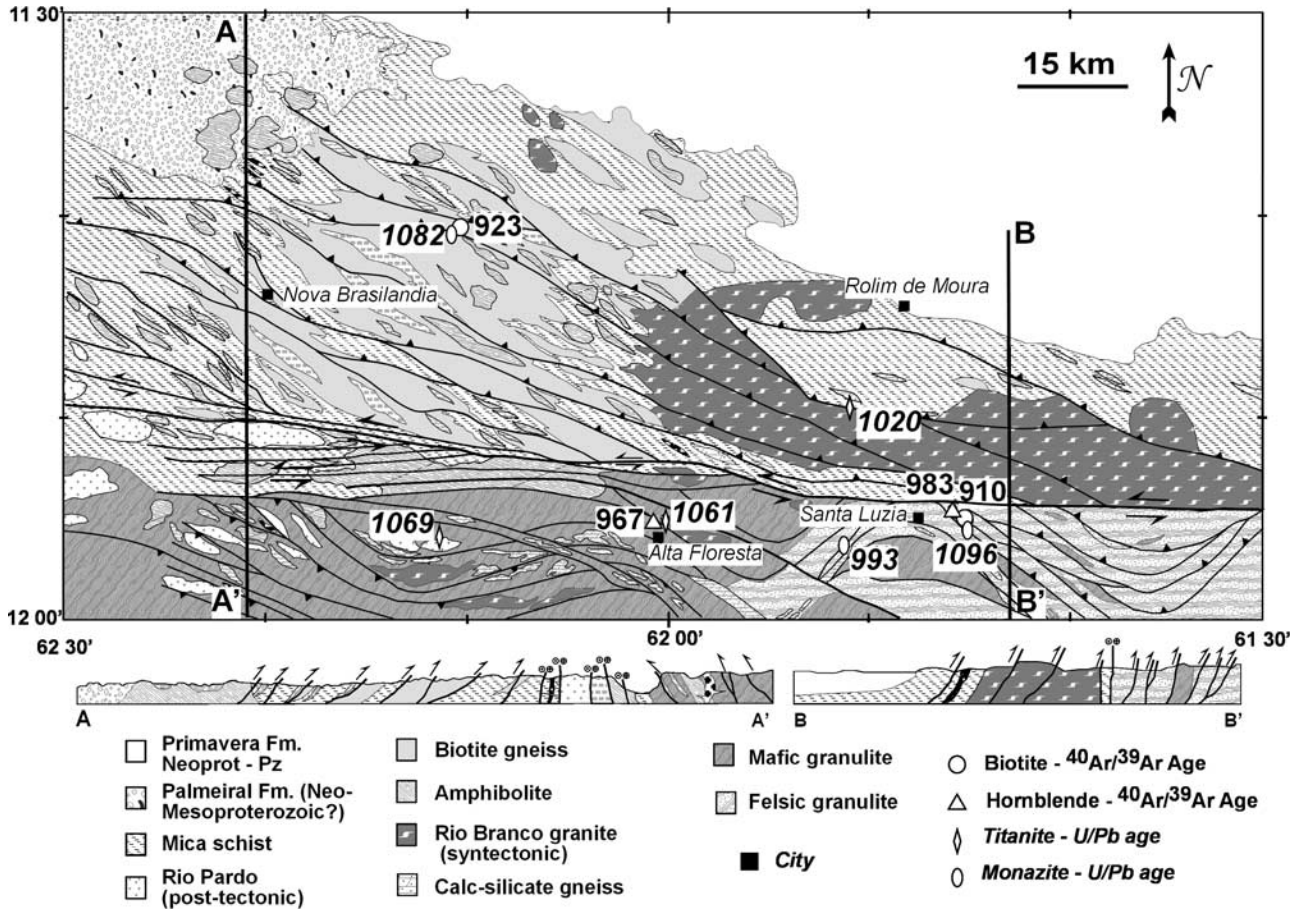 11 30'
A
15 km
N
B
1082
923
Nova Brasilandia
Rolim de Moura
1020
983
910
1069
967
1061
Santa Luzia
Alta Floresta
993
1096
A'
B'
12 00'
62 30'
62 00'
61 30'
A
A'
B
B'
Primavera Fm.
Neoprot - Pz
Palmeiral Fm. (Neo-
Mesoproterozoic?)
Mica schist
Rio Pardo
(post-tectonic)
Biotite gneiss
Amphibolite
Rio Branco granite
(syntectonic)
Calc-silicate gneiss
Mafic granulite
Felsic granulite
City
Biotite - 40Ar/39Ar Age
Hornblende - 40Ar/39Ar Age
Titanite - U/Pb age
Monazite - U/Pb age